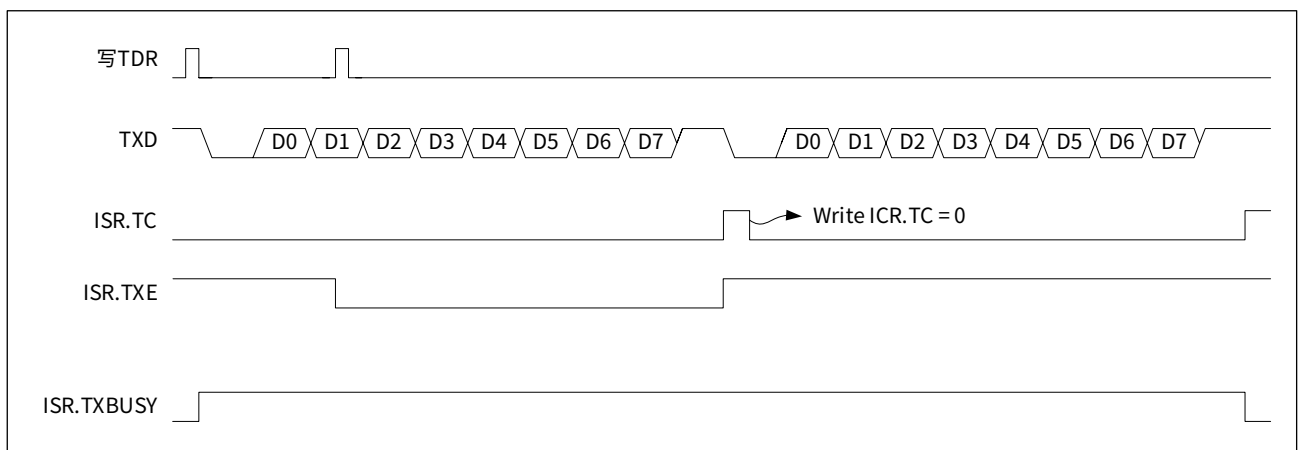 写TDR
TXD D0 D1 D2 D3 D4 D5 D6 D7 D0 D1 D2 D3 D4 D5 D6 D7
ISR.TC Write ICR.TC = 0
ISR.TXE
ISR.TXBUSY